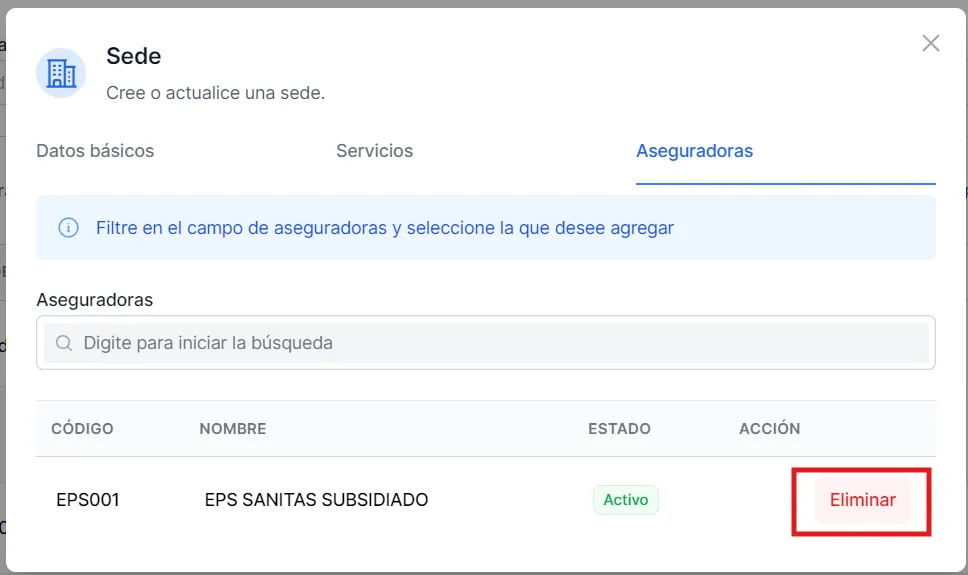 Sede
Cree o actualice una sede.
Datos básicos Servicios Aseguradoras
Filtre en el campo de aseguradoras y seleccione la que desee agregar
Aseguradoras
Digite para iniciar la búsqueda
CÓDIGO NOMBRE ESTADO ACCIÓN
EPS001 EPS SANITAS SUBSIDIADO Activo Eliminar